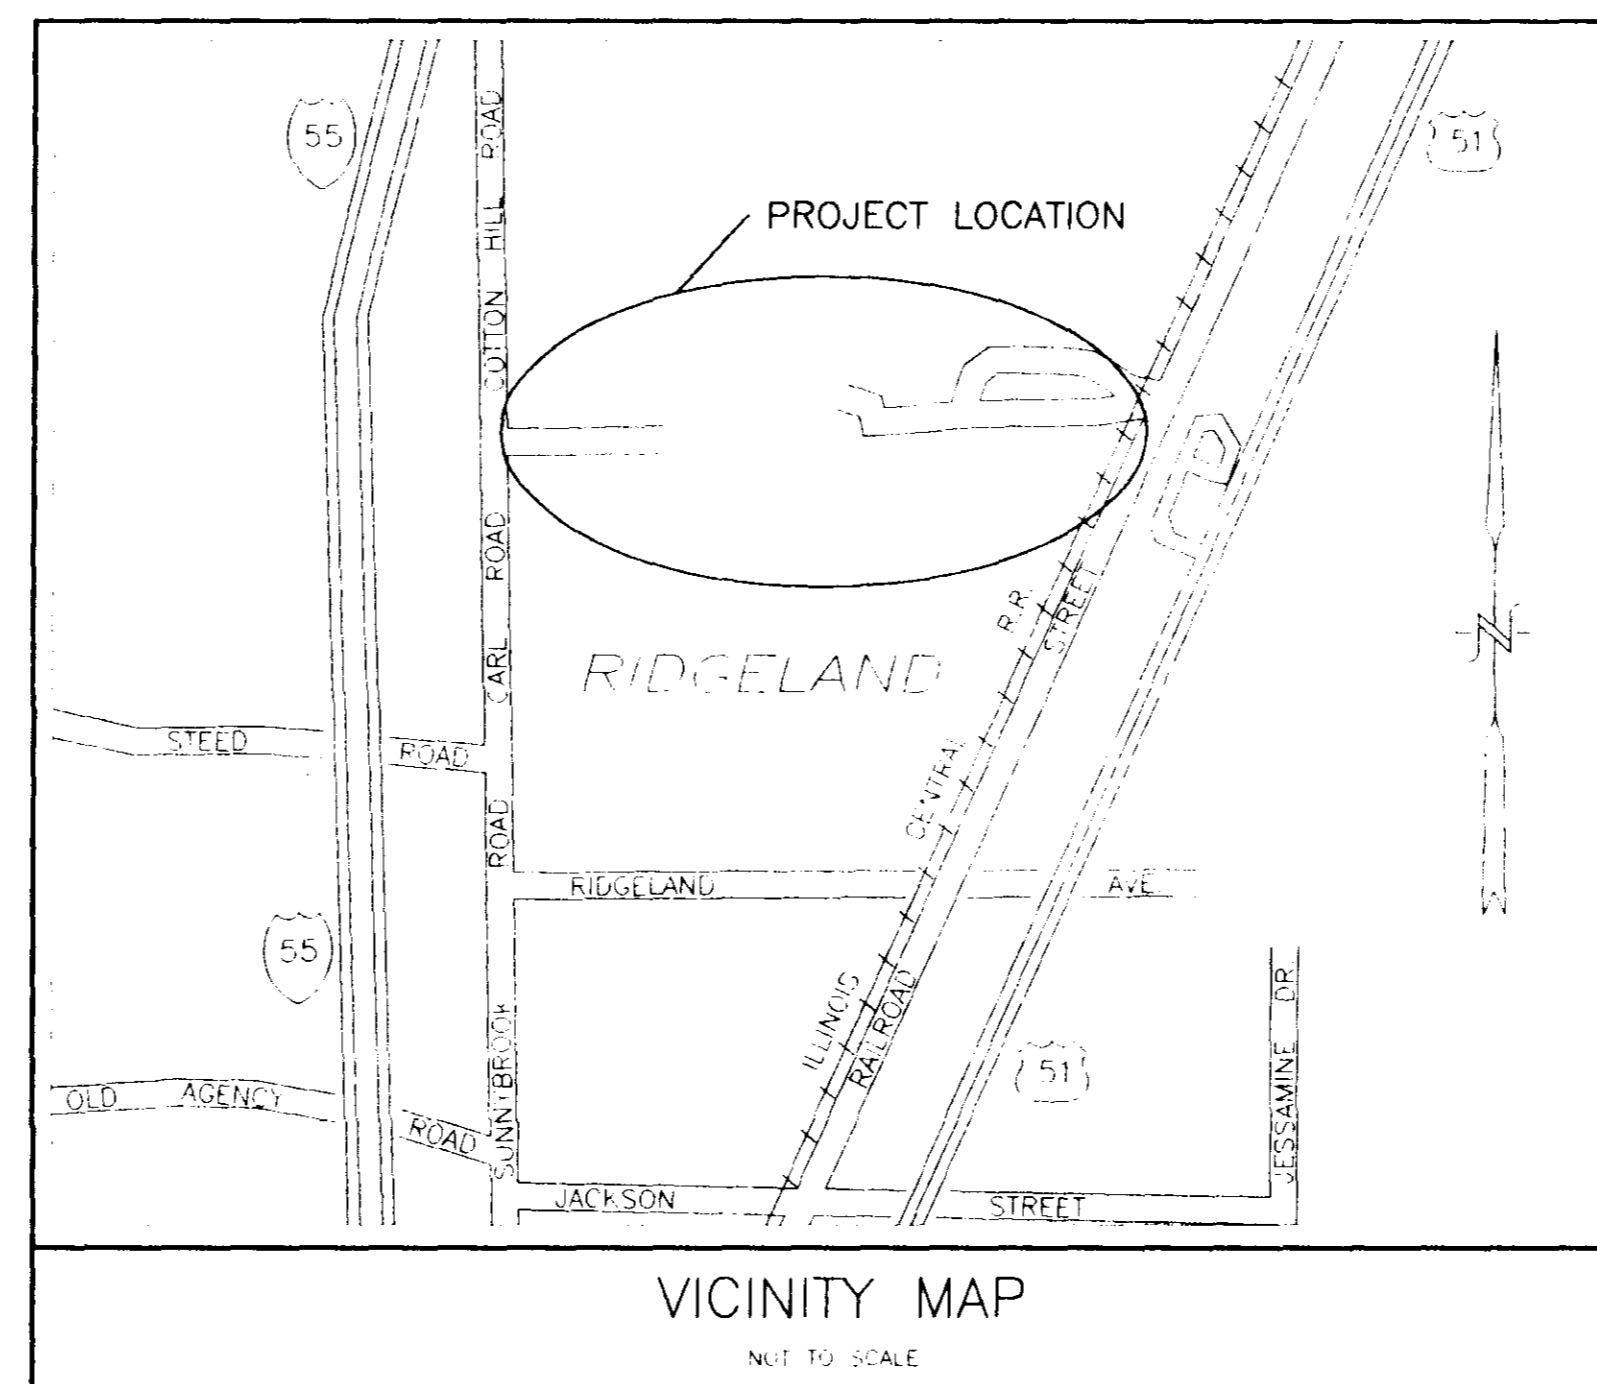 55
51
PROJECT LOCATION
COTTON HILL ROAD
CARL ROAD
R.R.
STREET
RIDGELAND
STEED ROAD
CENTRAL
ROAD
RIDGELAND AVE
55
ILLINOIS
RAILROAD
51
JESSAMINE DR.
SUNNYBROOK
OLD AGENCY ROAD
JACKSON STREET
N
VICINITY MAP
NOT TO SCALE